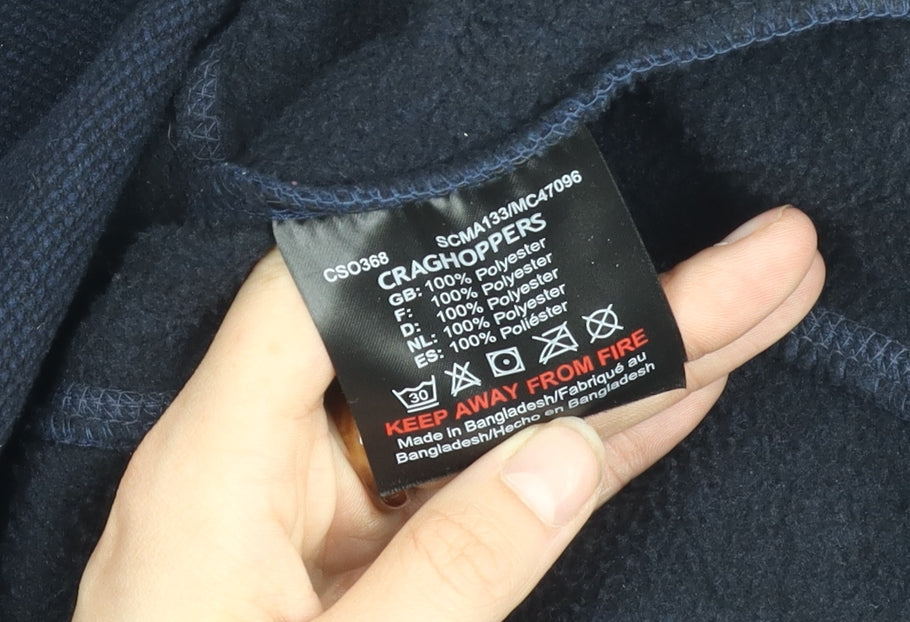 SCMA133/MC47096
CSO368
CRAGHOPPERS
GB: 100% Polyester
F: 100% Polyester
D: 100% Polyester
NL: 100% Polyester
ES: 100% Poliéster
30
KEEP AWAY FROM FIRE
Made in Bangladesh/Fabriqué au
Bangladesh/Hecho en Bangladesh